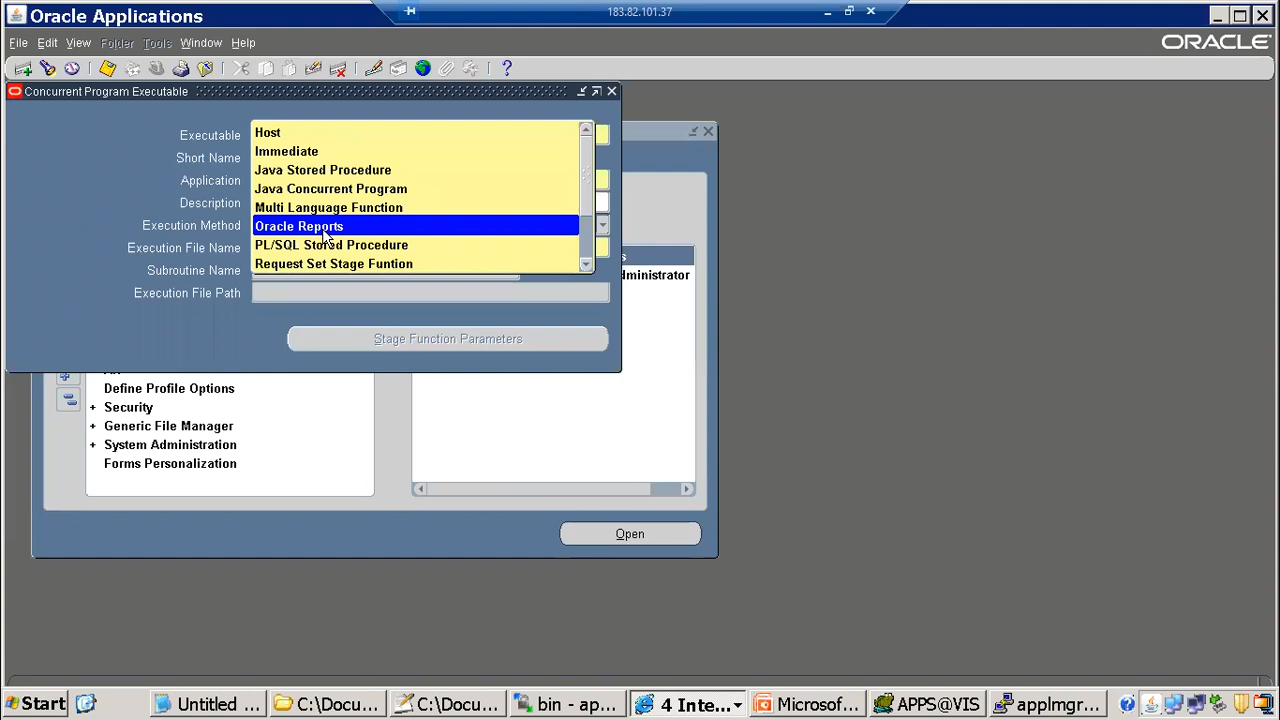 183.82.101.37
Oracle Applications
File Edit View Folder Tools Window Help
ORACLE
Concurrent Program Executable
Executable
Short Name
Application
Description
Execution Method
Execution File Name
Subroutine Name
Execution File Path
Host
Immediate
Java Stored Procedure
Java Concurrent Program
Multi Language Function
Oracle Reports
PL/SQL Stored Procedure
Request Set Stage Funtion
dministrator
Stage Function Parameters
Define Profile Options
+ Security
+ Generic File Manager
+ System Administration
Forms Personalization
Open
Start Untitled ... C:\Docu... C:\Docu... bin - ap... 4 Inte... Microsof... APPS@VIS applmgr...